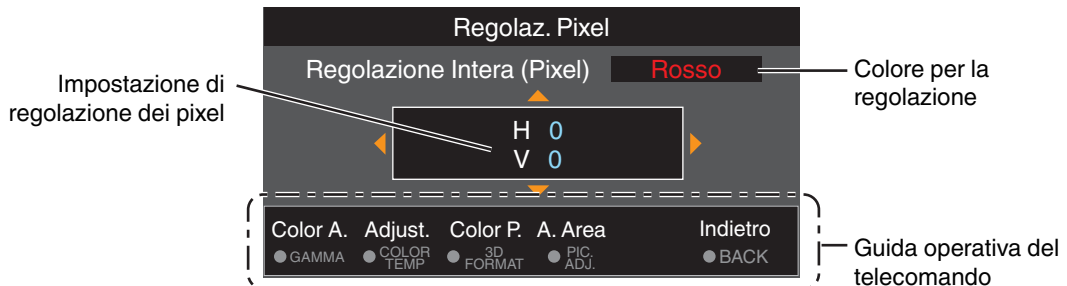 Regolaz. Pixel
Regolazione Intera (Pixel) Rosso
Impostazione di
regolazione dei pixel
Colore per la
regolazione
H 0
V 0
Color A. Adjust. Color P. A. Area Indietro
GAMMA COLOR TEMP 3D FORMAT PIC. ADJ. BACK
Guida operativa del
telecomando